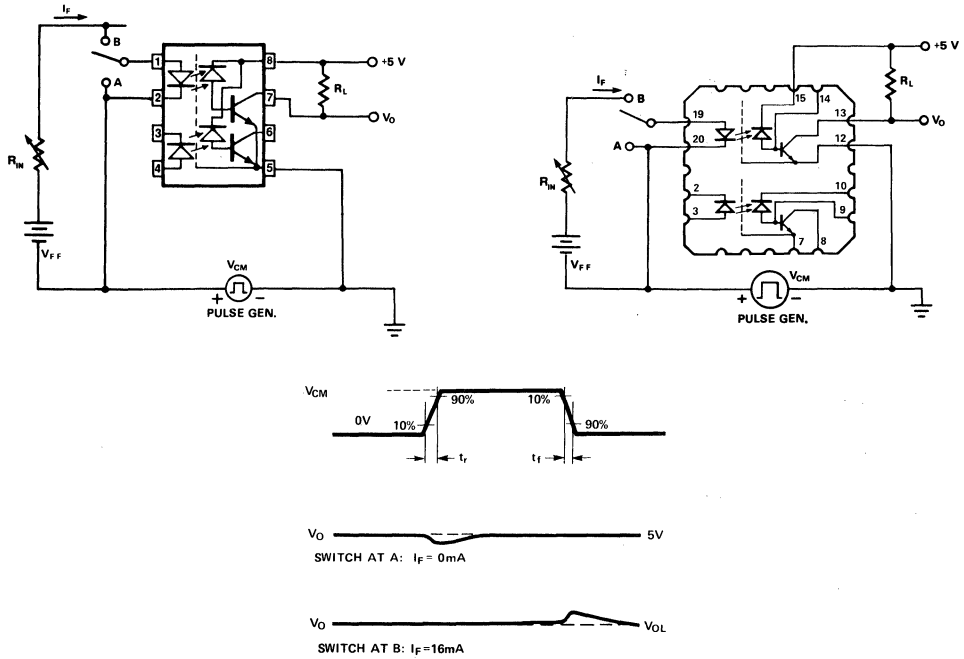 I_F
B
A
1
2
3
4
8
7
6
5
+5 V
R_L
V_O
R_IN
V_FF
V_CM
+ −
PULSE GEN.
I_F
B
A
19
20
2
3
15
14
13
12
10
9
7
8
+5 V
R_L
V_O
R_IN
V_FF
V_CM
+ −
PULSE GEN.
V_CM
0V
10%
90%
10%
90%
t_r
t_f
V_O 5V
SWITCH AT A: I_F = 0mA
V_O V_OL
SWITCH AT B: I_F =16mA